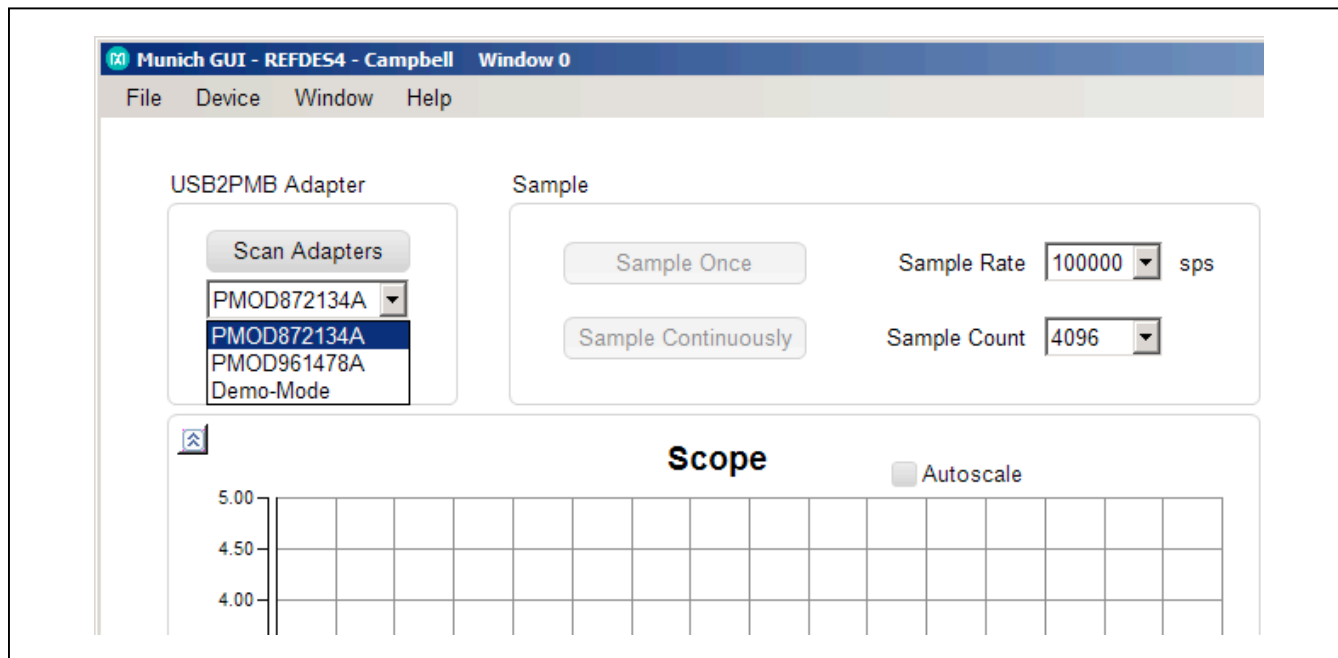 Munich GUI - REFDES4 - Campbell Window 0
File Device Window Help
USB2PMB Adapter
Scan Adapters
PMOD872134A
PMOD872134A
PMOD961478A
Demo-Mode
Sample
Sample Once
Sample Rate 100000 sps
Sample Continuously
Sample Count 4096
Scope
Autoscale
5.00
4.50
4.00